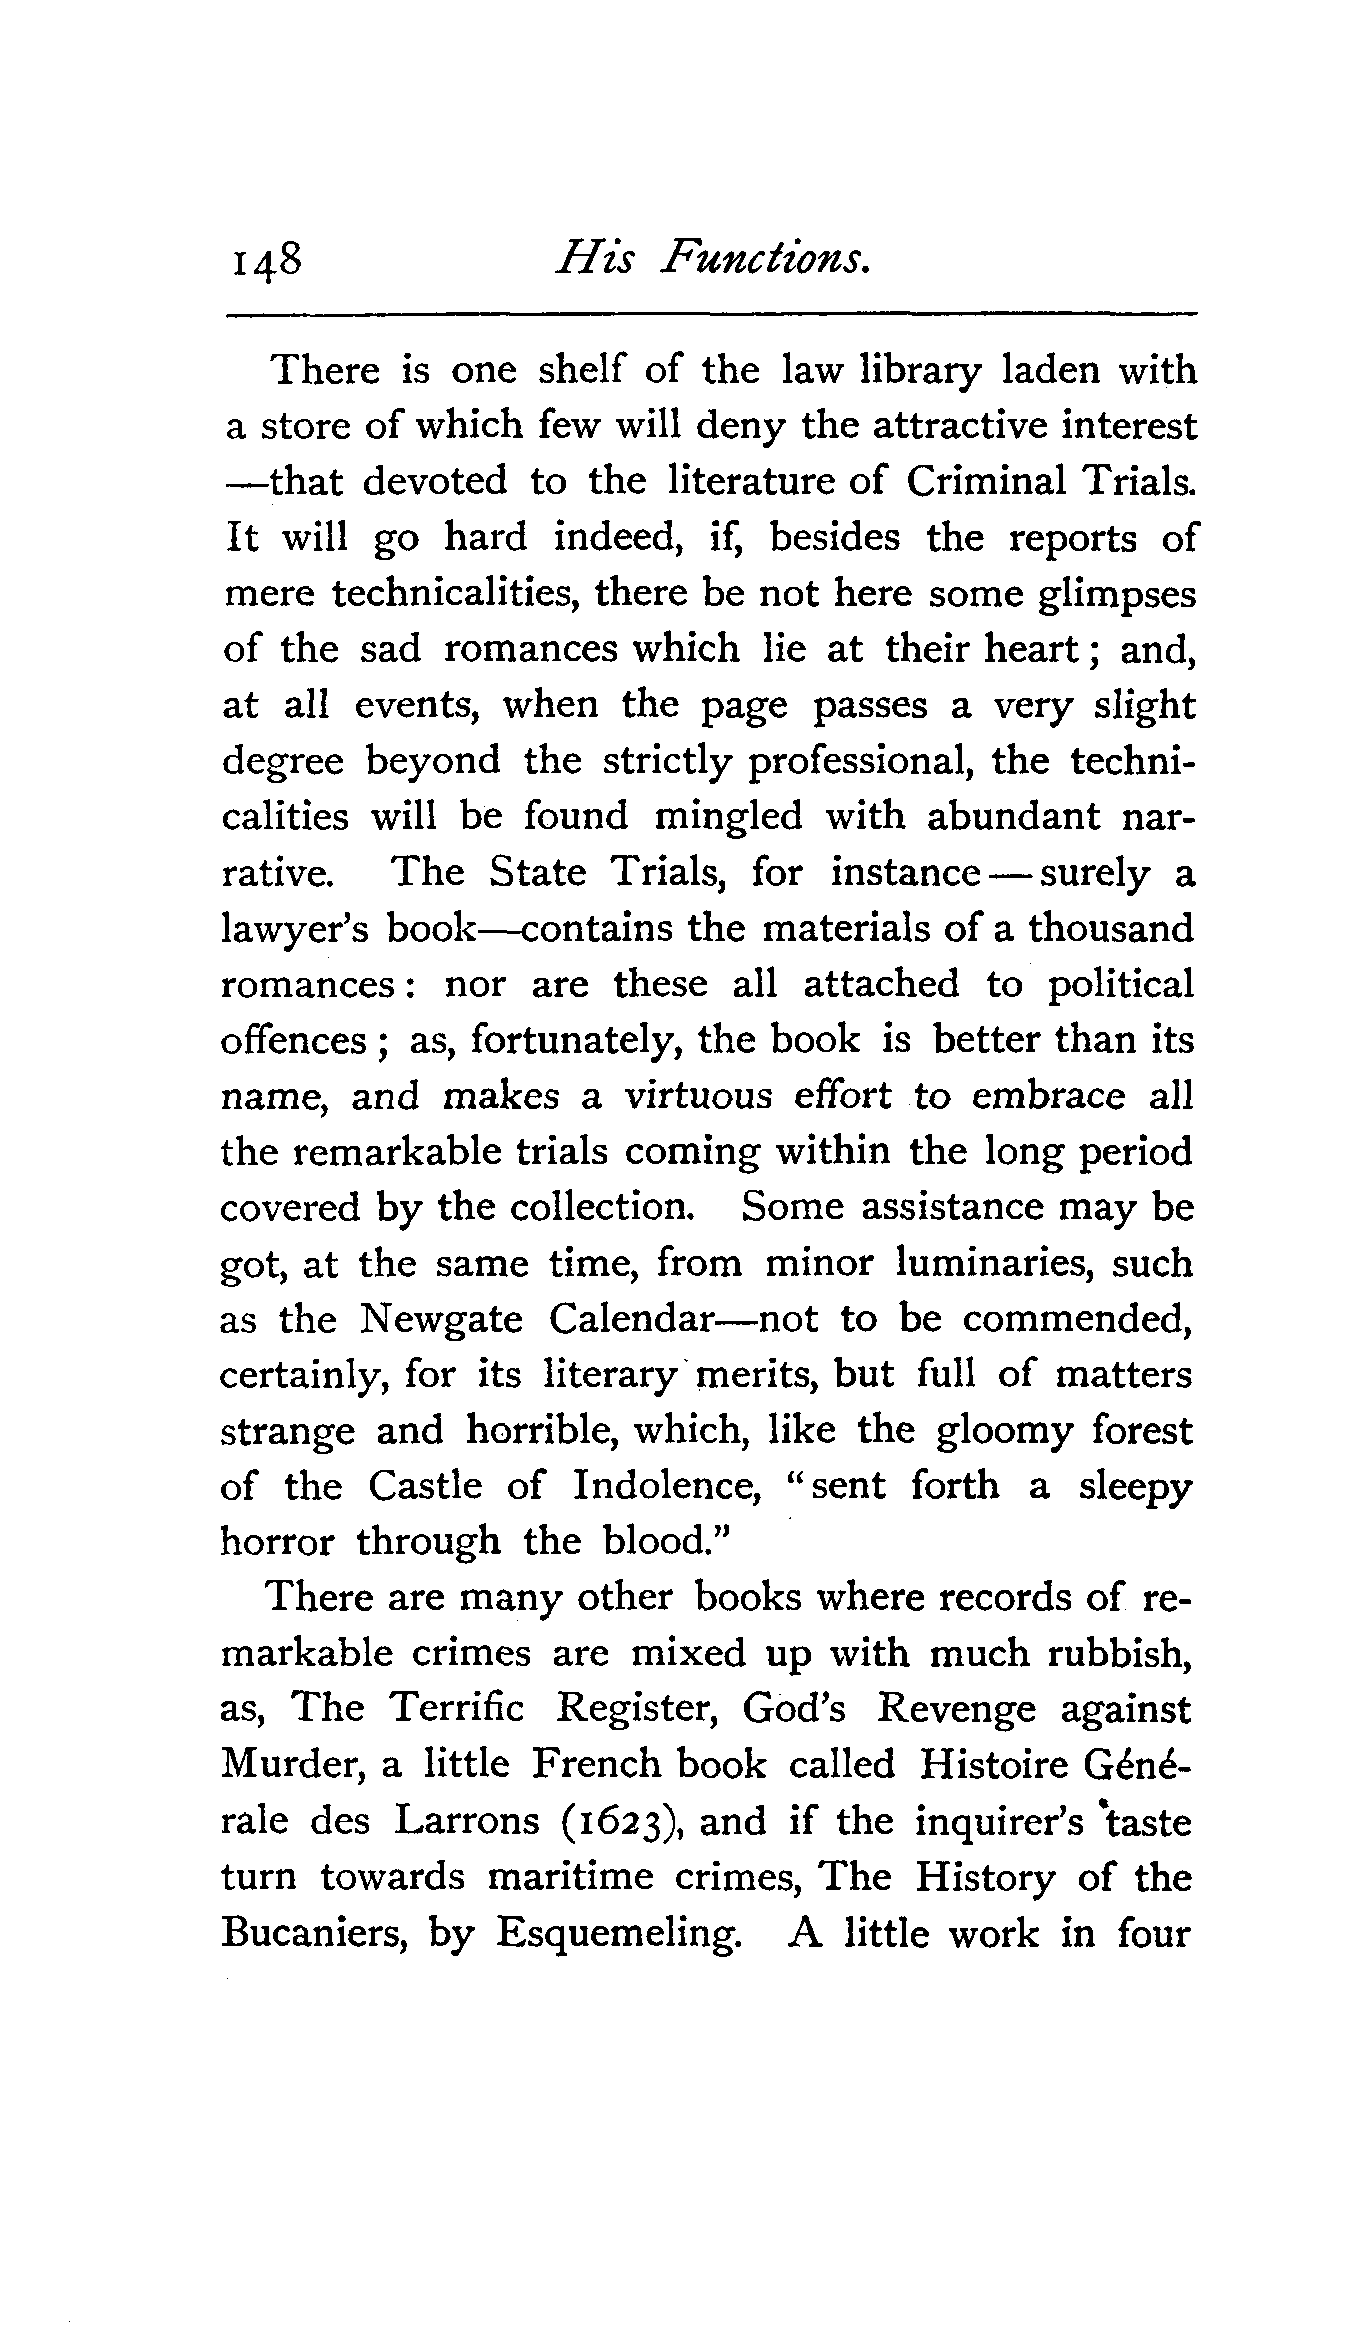 148 His Functions.
There is one shelf of the law library laden with
a store of which few will deny the attractive interest
—that devoted to the literature of Criminal Trials.
It will go hard indeed, if, besides the reports of
mere technicalities, there be not here some glimpses
of the sad romances which lie at their heart; and,
at all events, when the page passes a very slight
degree beyond the strictly professional, the techni-
calities will be found mingled with abundant nar-
rative. The State Trials, for instance—surely a
lawyer's book—contains the materials of a thousand
romances: nor are these all attached to political
offences; as, fortunately, the book is better than its
name, and makes a virtuous effort to embrace all
the remarkable trials coming within the long period
covered by the collection. Some assistance may be
got, at the same time, from minor luminaries, such
as the Newgate Calendar—not to be commended,
certainly, for its literary merits, but full of matters
strange and horrible, which, like the gloomy forest
of the Castle of Indolence, "sent forth a sleepy
horror through the blood."
There are many other books where records of re-
markable crimes are mixed up with much rubbish,
as, The Terrific Register, God's Revenge against
Murder, a little French book called Histoire Géné-
rale des Larrons (1623), and if the inquirer's taste
turn towards maritime crimes, The History of the
Bucaniers, by Esquemeling. A little work in four